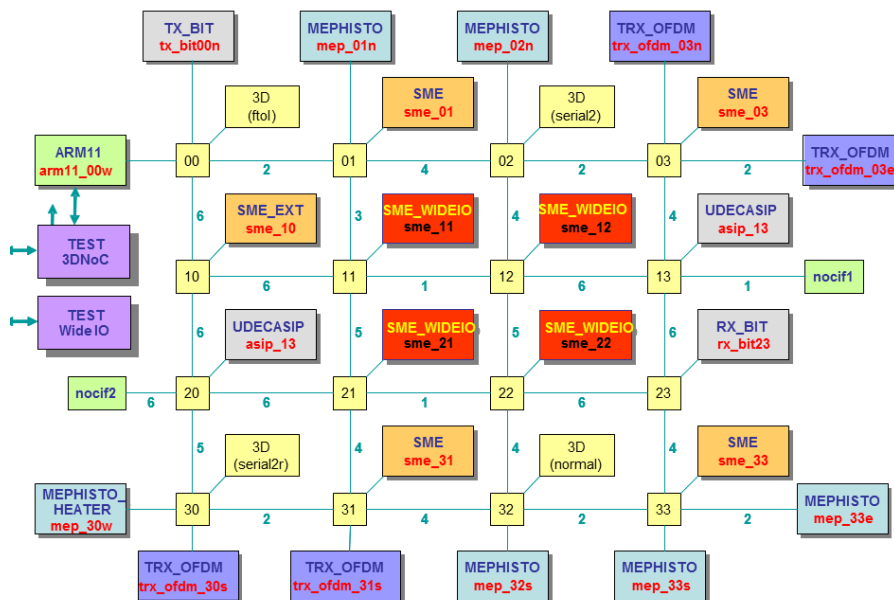 TX_BIT
tx_bit00n
MEPHISTO
mep_01n
MEPHISTO
mep_02n
TRX_OFDM
trx_ofdm_03n
3D
(ftol)
SME
sme_01
3D
(serial2)
SME
sme_03
ARM11
arm11_00w
00
2
01
4
02
2
03
2
TRX_OFDM
trx_ofdm_03e
6
SME_EXT
sme_10
3
SME_WIDEIO
sme_11
4
SME_WIDEIO
sme_12
4
UDECASIP
asip_13
TEST
3DNoC
10
6
11
1
12
6
13
1
nocif1
TEST
Wide IO
6
UDECASIP
asip_13
5
SME_WIDEIO
sme_21
5
SME_WIDEIO
sme_22
6
RX_BIT
rx_bit23
nocif2
6
20
6
21
1
22
6
23
5
3D
(serial2r)
4
SME
sme_31
4
3D
(normal)
4
SME
sme_33
MEPHISTO_
HEATER
mep_30w
30
2
31
4
32
2
33
2
MEPHISTO
mep_33e
TRX_OFDM
trx_ofdm_30s
TRX_OFDM
trx_ofdm_31s
MEPHISTO
mep_32s
MEPHISTO
mep_33s